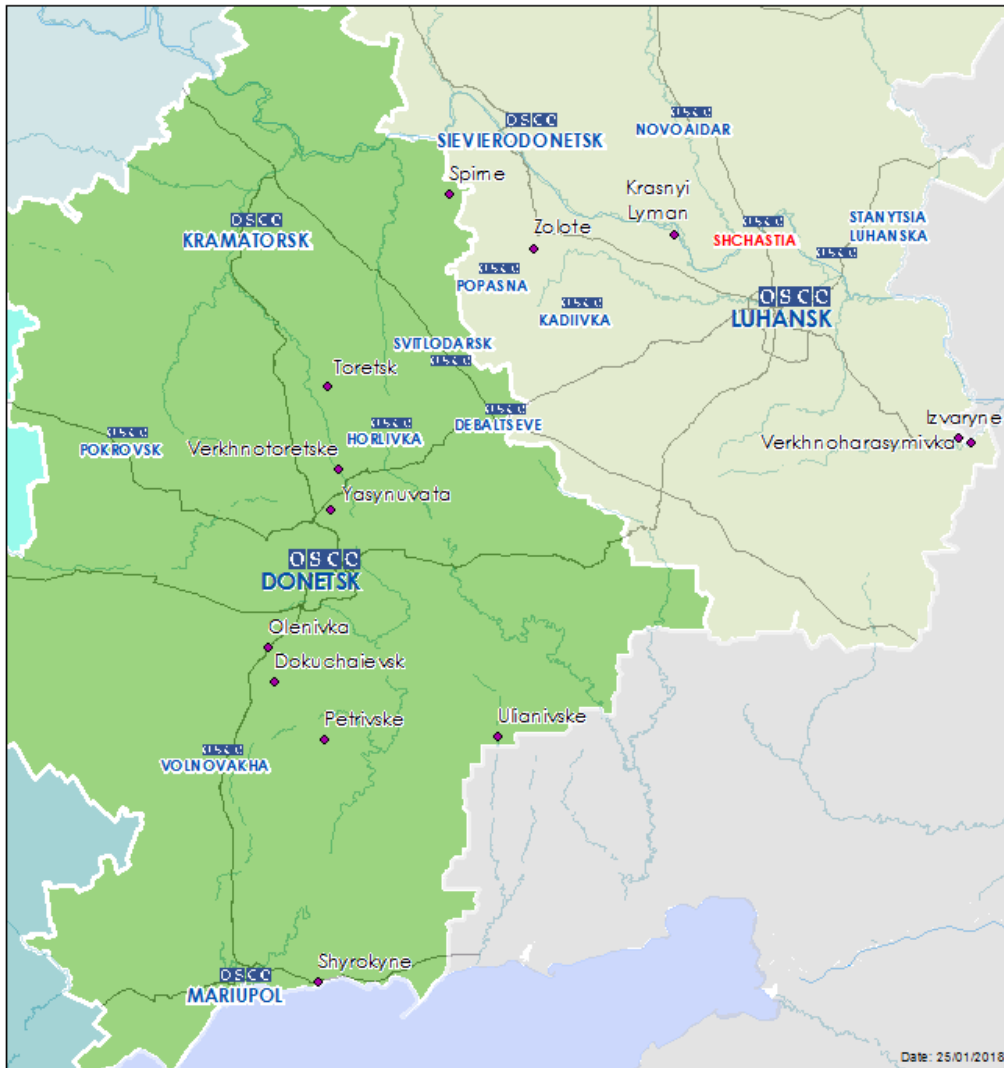 OSCE
SIEVIERODONETSK
OSCE
NOVOAIDAR
Spirne
OSCE
KRAMATORSK
Krasnyi
Lyman
Zolote
OSCE
SHCHASTIA
STANYTSIA
LUHANSKA
OSCE
OSCE
POPASNA
OSCE
KADIIVKA
OSCE
LUHANSK
SVITLODARSK
OSCE
Toretsk
OSCE
DEBALTSEVE
OSCE
HORLIVKA
OSCE
POKROVSK
Izvaryne
Verkhnoharasymivka
Verkhnotoretske
Yasynuvata
OSCE
DONETSK
Olenivka
Dokuchaievsk
Petrivske
Ulianivske
OSCE
VOLNOVAKHA
Shyrokyne
OSCE
MARIUPOL
Date: 25/01/2018